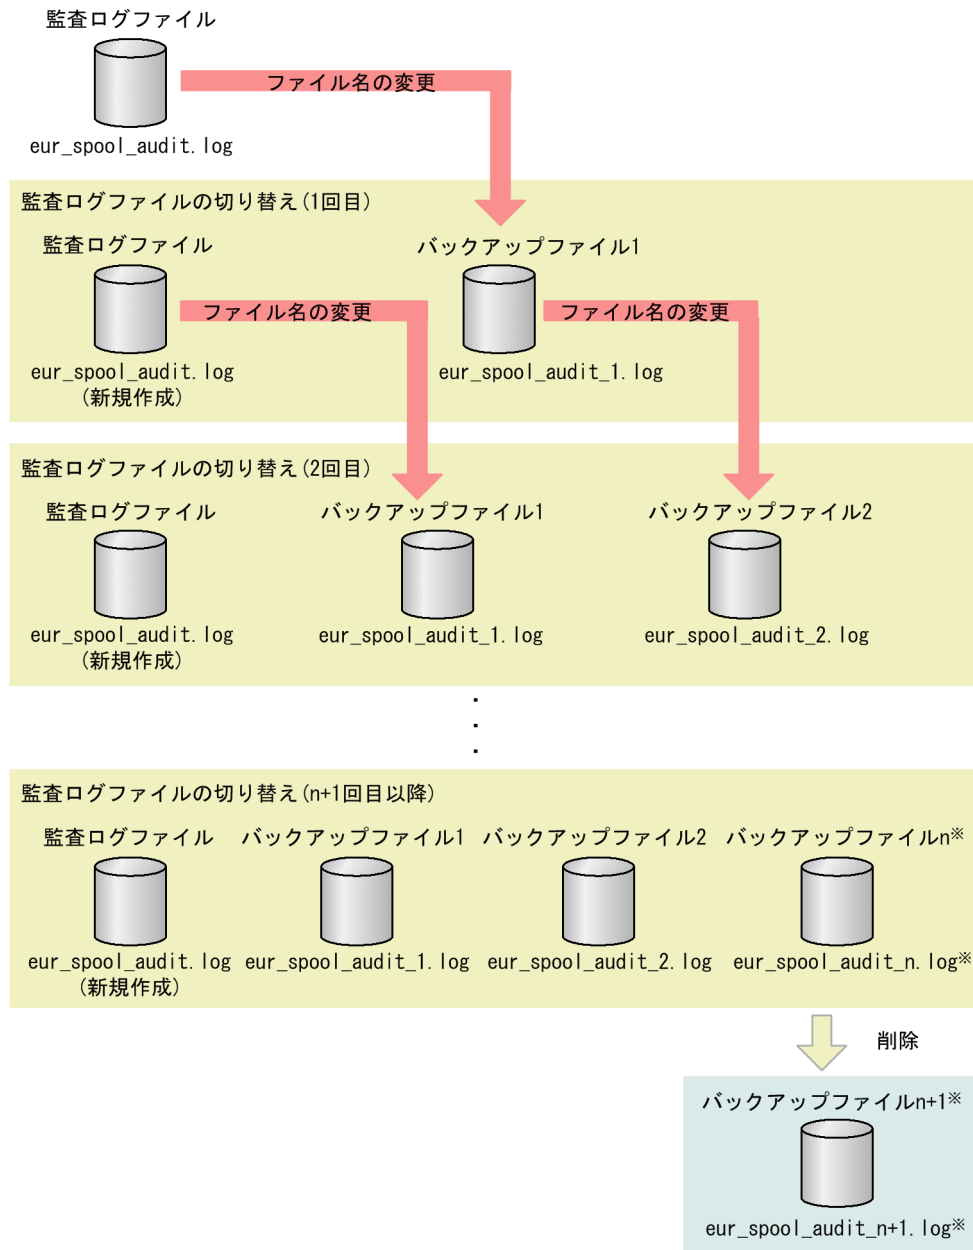 監査ログファイル
ファイル名の変更
eur_spool_audit.log
監査ログファイルの切り替え(1回目)
監査ログファイル
バックアップファイル1
ファイル名の変更
ファイル名の変更
eur_spool_audit.log
(新規作成)
eur_spool_audit_1.log
監査ログファイルの切り替え(2回目)
監査ログファイル
バックアップファイル1
バックアップファイル2
eur_spool_audit.log
(新規作成)
eur_spool_audit_1.log
eur_spool_audit_2.log
・
・
・
監査ログファイルの切り替え(n+1回目以降)
監査ログファイル
バックアップファイル1
バックアップファイル2
バックアップファイルn※
eur_spool_audit.log
(新規作成)
eur_spool_audit_1.log
eur_spool_audit_2.log
eur_spool_audit_n.log※
削除
バックアップファイルn+1※
eur_spool_audit_n+1.log※